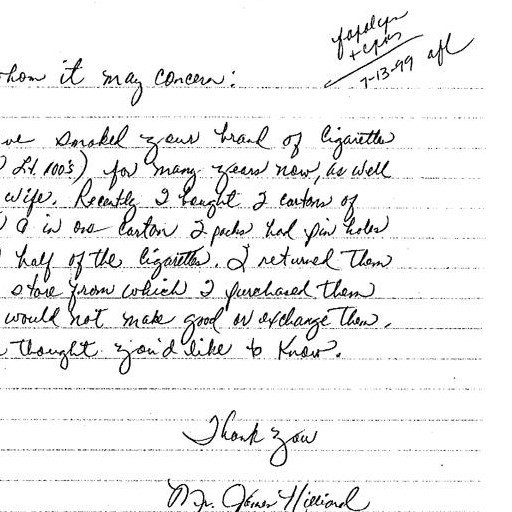 + cpns
7-13-99 afl
whom it may concern:
ve smoked your brand of Cigarettes
Lt. 100's) for many years now, as well
wife. Recently I bought 2 cartons of
in one Carton 2 packs had pin holes
half of the Cigarettes. I returned them
store from which I purchased them
would not make good or exchange them.
thought you'd like to know.
Thank you
Mr. James Hilliard